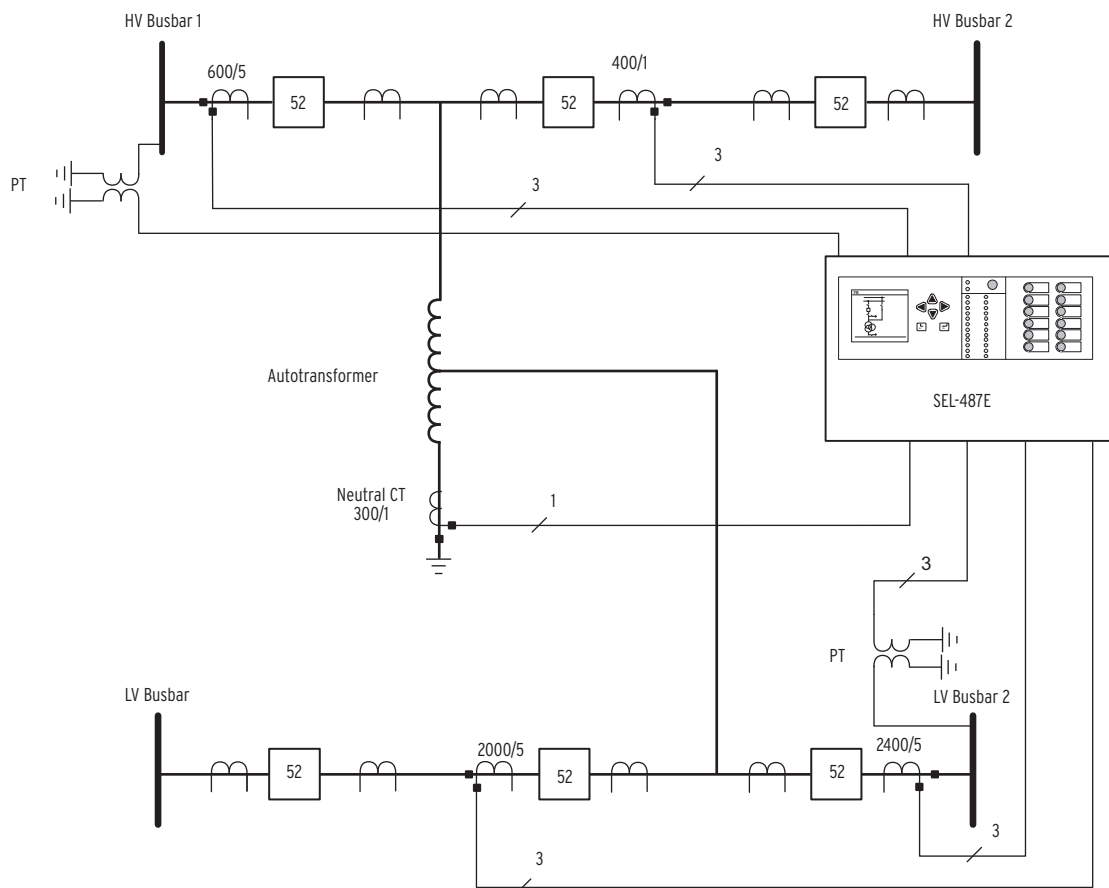 HV Busbar 1
HV Busbar 2
600/5
400/1
52
52
52
3
PT
3
SEL-487E
Autotransformer
Neutral CT
300/1
1
3
PT
LV Busbar
LV Busbar 2
2000/5
2400/5
52
52
52
3
3